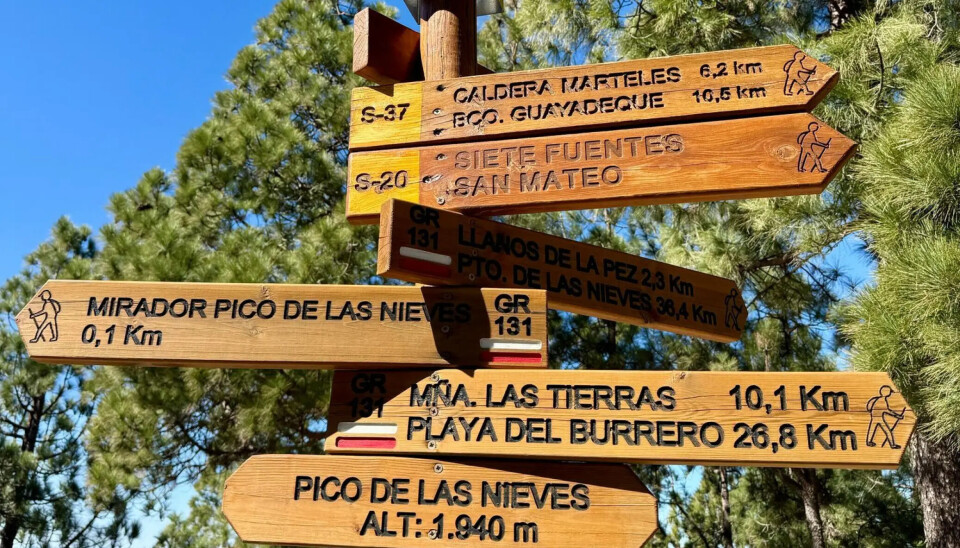 S-37
CALDERA MARTELES 6,2 km
BCO. GUAYADEQUE 10,5 km
S-20
SIETE FUENTES
SAN MATEO
GR
131
LLANOS DE LA PEZ 2,3 Km
PTO. DE LAS NIEVES 36,4 Km
MIRADOR PICO DE LAS NIEVES
0,1 Km
GR
131
GR
131
MÑA. LAS TIERRAS 10,1 Km
PLAYA DEL BURRERO 26,8 Km
PICO DE LAS NIEVES
ALT: 1.940 m